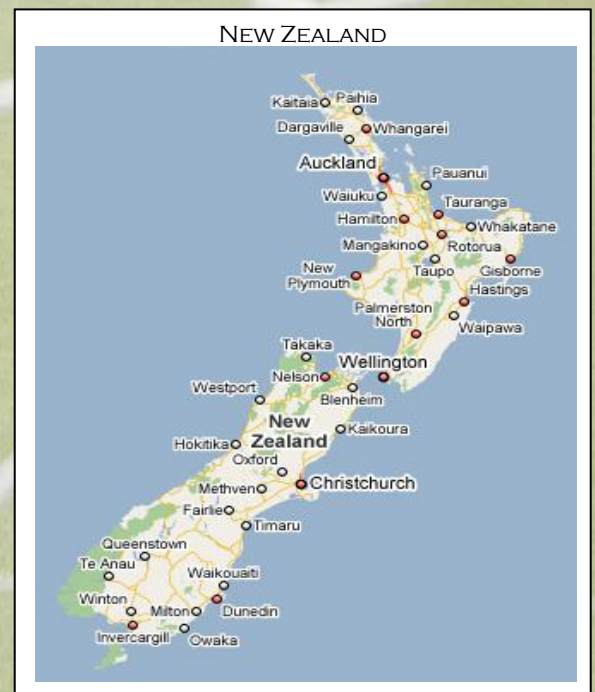 NEW ZEALAND
Kaitaia
Paihia
Dargaville
Whangarei
Auckland
Pauanui
Waiuku
Tauranga
Hamilton
Whakatane
Mangakino
Rotorua
Taupo
Gisborne
New
Plymouth
Hastings
Palmerston
North
Waipawa
Takaka
Wellington
Nelson
Westport
Blenheim
New
Zealand
Kaikoura
Hokitika
Oxford
Christchurch
Methven
Fairlie
Timaru
Queenstown
Te Anau
Waikouaiti
Winton
Milton
Dunedin
Invercargill
Owaka